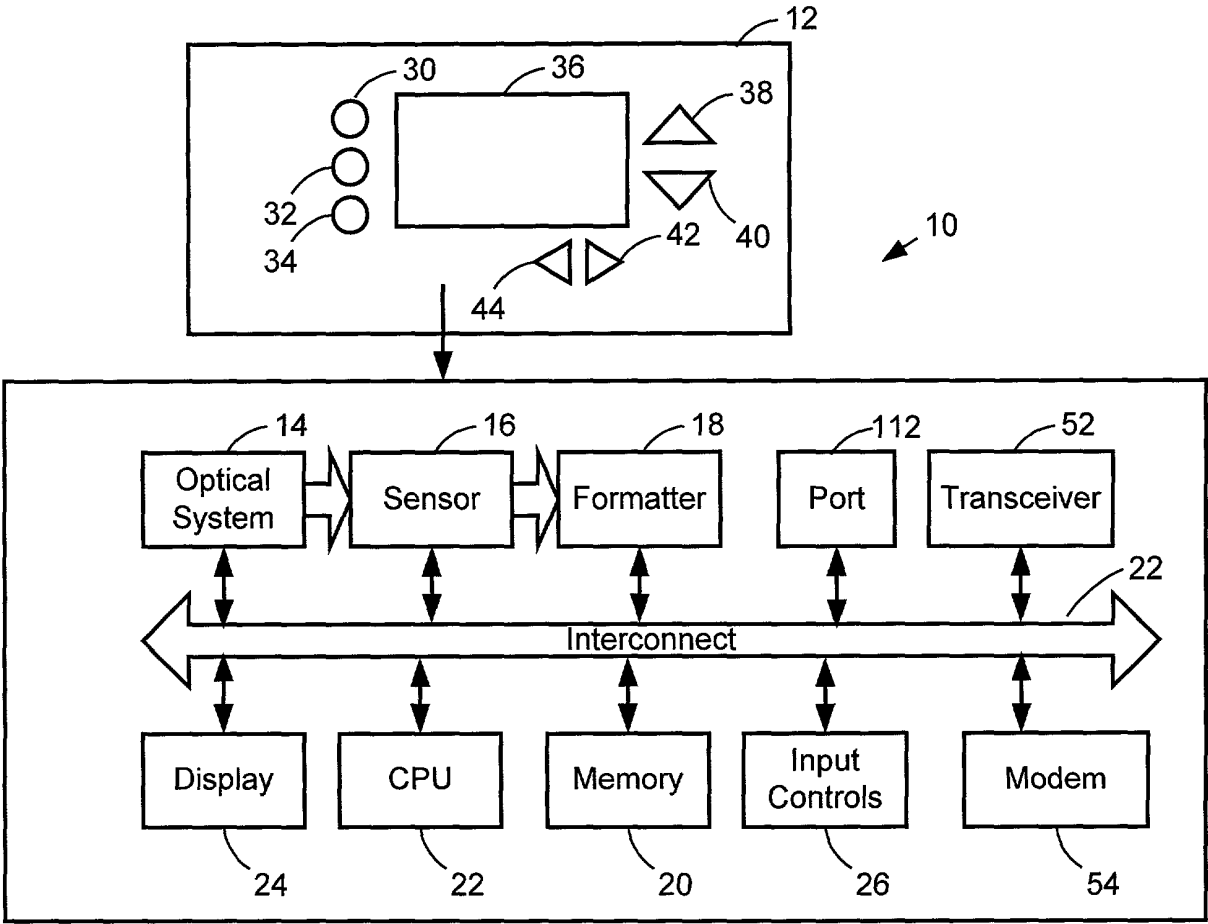 12
30
36
38
32
34
40
42
44
10
14
16
18
112
52
Optical
System
Sensor
Formatter
Port
Transceiver
22
Interconnect
Display
CPU
Memory
Input
Controls
Modem
24
22
20
26
54